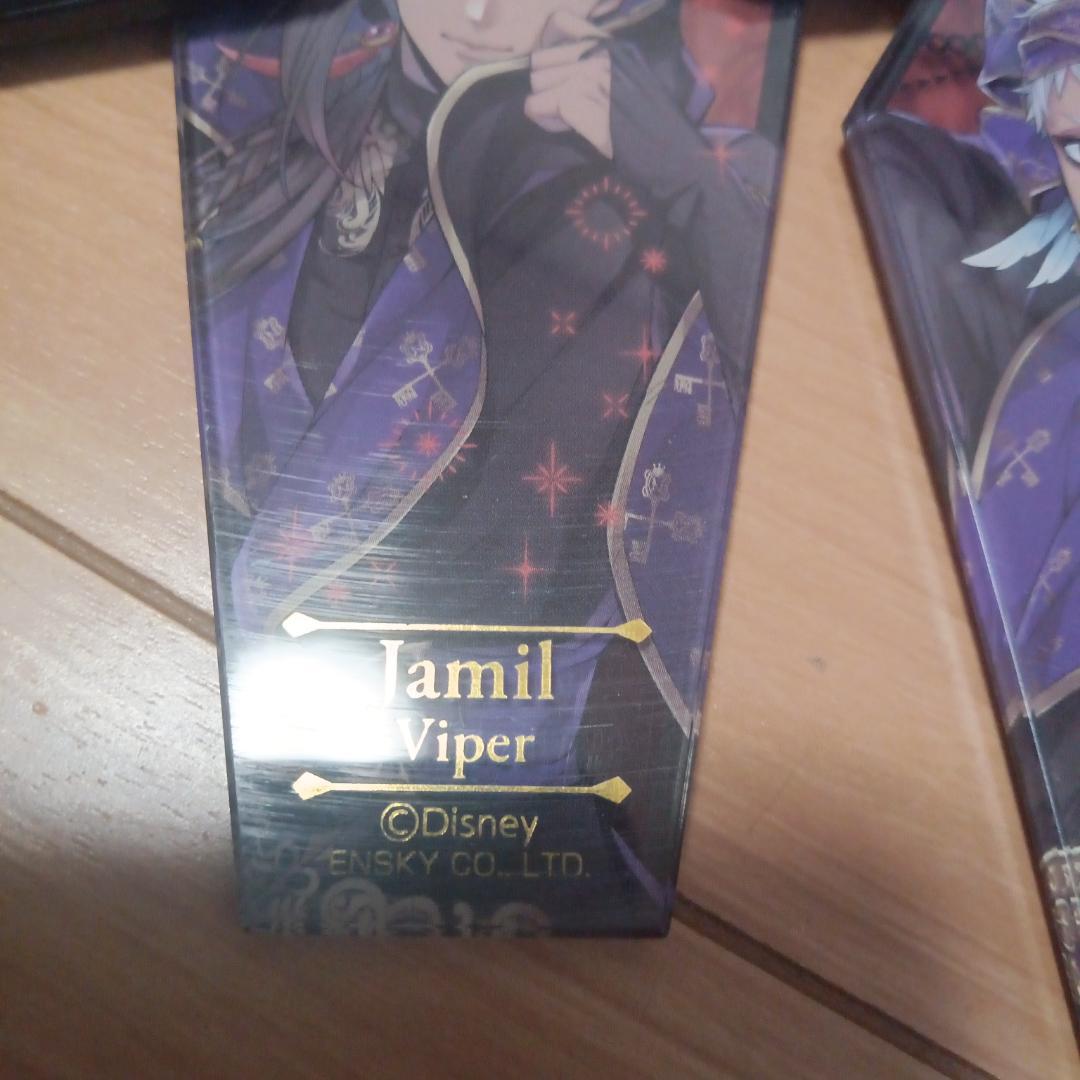 Jamil
Viper
©Disney
ENSKY CO., LTD.